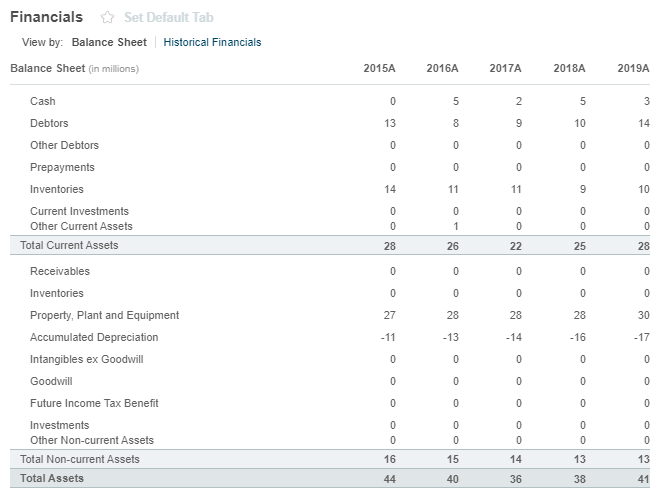 Financials ☆ Set Default Tab
View by: Balance Sheet | Historical Financials
Balance Sheet (in millions) 2015A 2016A 2017A 2018A 2019A
Cash 0 5 2 5 3
Debtors 13 8 9 10 14
Other Debtors 0 0 0 0 0
Prepayments 0 0 0 0 0
Inventories 14 11 11 9 10
Current Investments 0 0 0 0 0
Other Current Assets 0 1 0 0 0
Total Current Assets 28 26 22 25 28
Receivables 0 0 0 0 0
Inventories 0 0 0 0 0
Property, Plant and Equipment 27 28 28 28 30
Accumulated Depreciation -11 -13 -14 -16 -17
Intangibles ex Goodwill 0 0 0 0 0
Goodwill 0 0 0 0 0
Future Income Tax Benefit 0 0 0 0 0
Investments 0 0 0 0 0
Other Non-current Assets 0 0 0 0 0
Total Non-current Assets 16 15 14 13 13
Total Assets 44 40 36 38 41